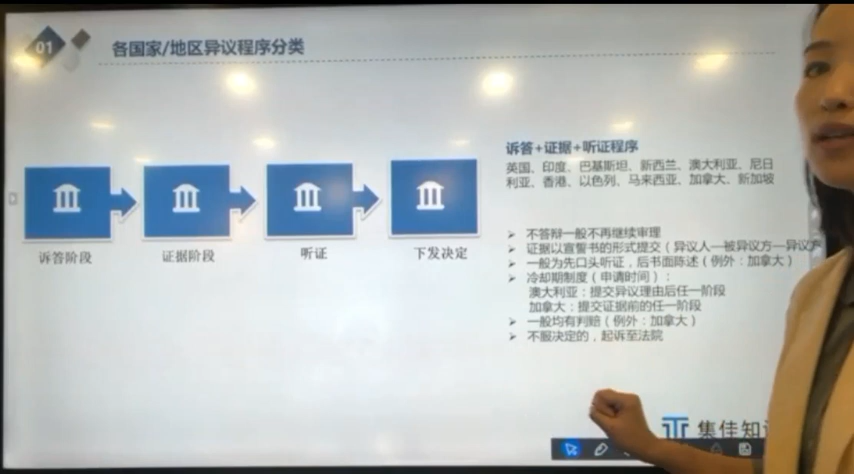 01
各国家/地区异议程序分类
诉答阶段
证据阶段
听证
下发决定
诉答+证据+听证程序
英国、印度、巴基斯坦、新西兰、澳大利亚、尼日
利亚、香港、以色列、马来西亚、加拿大、新加坡
➢ 不答辩一般不再继续审理
➢ 证据以宣誓书的形式提交（异议人—被异议方—异议方
➢ 一般为先口头听证，后书面陈述（例外：加拿大）
➢ 冷却期制度（申请时间）：
澳大利亚：提交异议理由后任一阶段
加拿大：提交证据前的任一阶段
➢ 一般均有判赔（例外：加拿大）
➢ 不服决定的，起诉至法院
集佳知